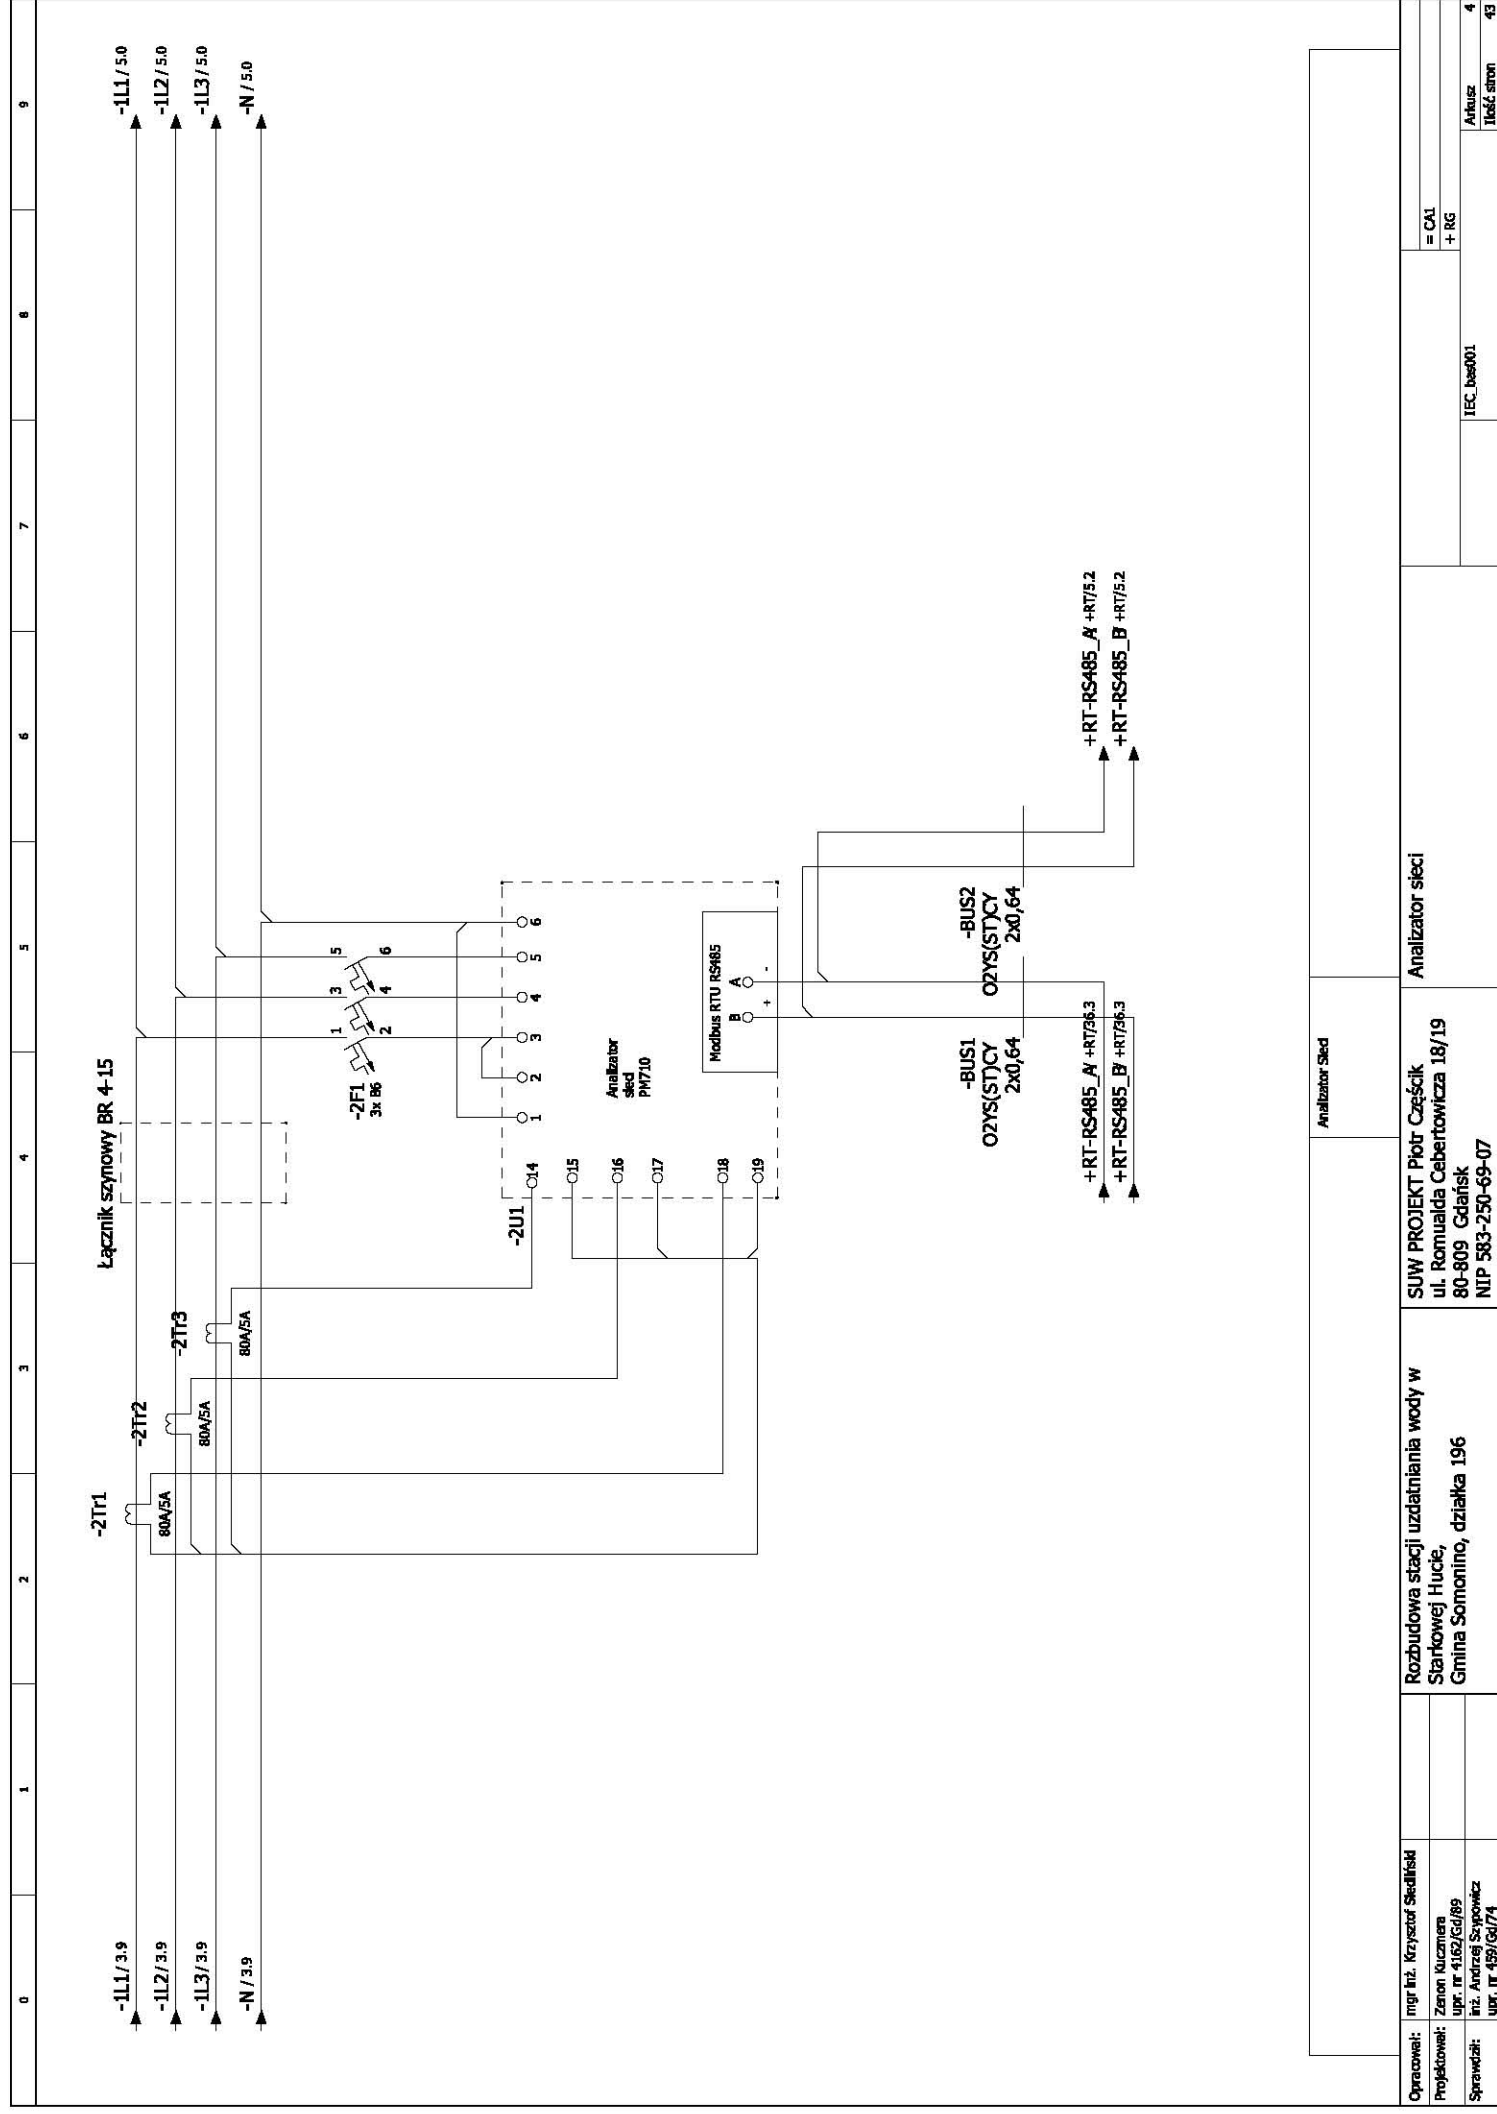 0 1 2 3 4 5 6 7 8 9
-1L1 / 3.9
-1L2 / 3.9
-1L3 / 3.9
-N / 3.9
-1L1 / 5.0
-1L2 / 5.0
-1L3 / 5.0
-N / 5.0
-2Tr1
80A/5A
-2Tr2
80A/5A
-2Tr3
80A/5A
Łącznik szynowy BR 4-15
-2F1
3x B6
1 3 5
2 4 6
-2U1
1 2 3 4 5 6
14
15
16
17
18
19
Analizator
sieci
PM710
Modbus RTU RS485
B A
+ -
-BUS1
O2YS(ST)CY
2x0,64
-BUS2
O2YS(ST)CY
2x0,64
+RT-RS485_A/ +RT/36.3
+RT-RS485_B/ +RT/36.3
+RT-RS485_A/ +RT/5.2
+RT-RS485_B/ +RT/5.2
Analizator Sieci
Opracował: mgr inż. Krzysztof Siedliński
Projektował: Zenon Kuczmera
upr. nr 4162/Gd/89
Sprawdził: inż. Andrzej Szypowicz
upr. nr 459/Gd/74
Rozbudowa stacji uzdatniania wody w
Starkowej Hucie,
Gmina Somonino, działka 196
SUW PROJEKT Piotr Częścik
ul. Romualda Cebertowicza 18/19
80-809 Gdańsk
NIP 583-250-69-07
Analizator sieci
IEC_bas001
= CA1
+ RG
Arkusz 4
Ilość stron 43